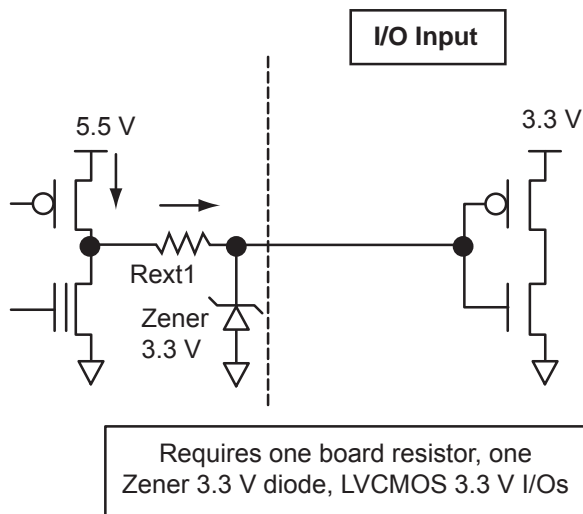 I/O Input
5.5 V
3.3 V
Rext1
Zener
3.3 V
Requires one board resistor, one
Zener 3.3 V diode, LVCMOS 3.3 V I/Os